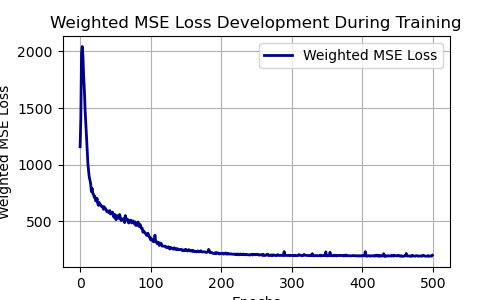 Weighted MSE Loss Development During Training
Weighted MSE Loss
2000
1500
1000
500
Weighted MSE Loss
0
100
200
300
400
500
Epochs